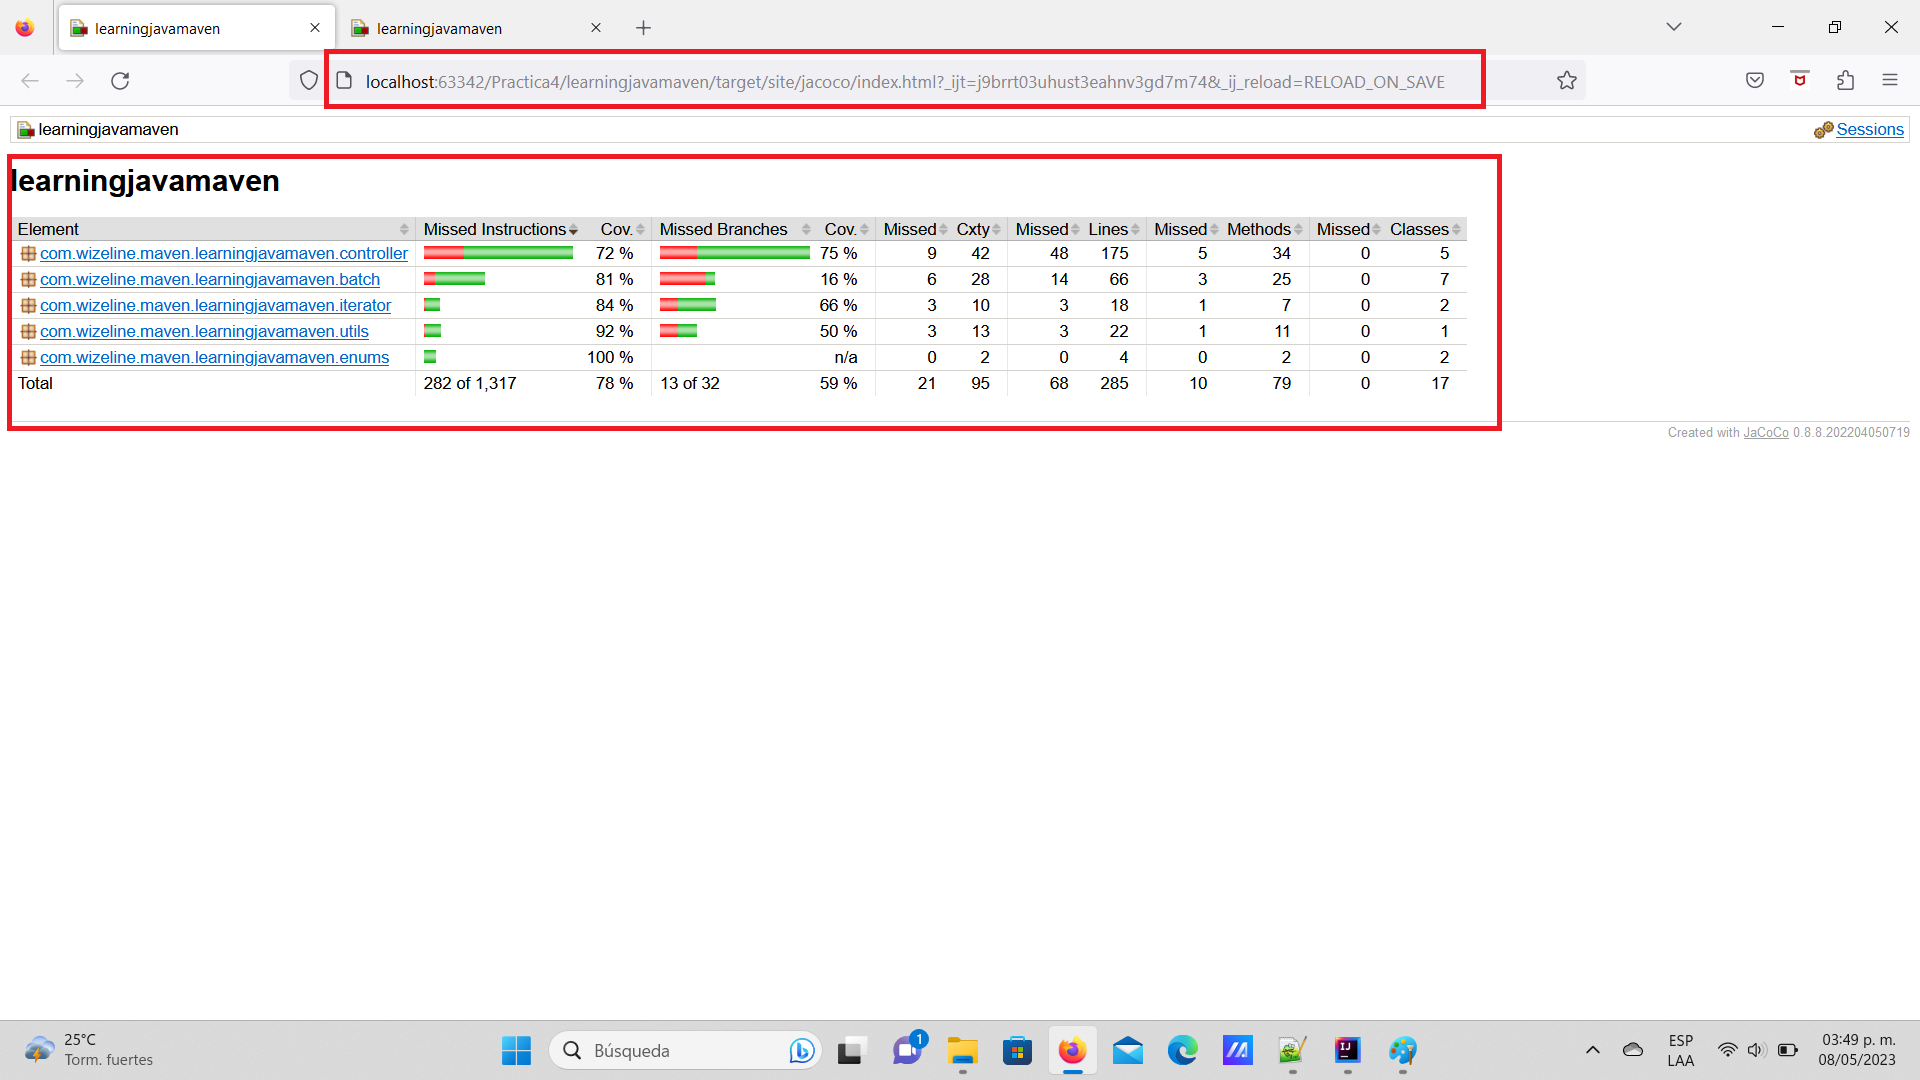 learningjavamaven
learningjavamaven
localhost:63342/Practica4/learningjavamaven/target/site/jacoco/index.html?_ijt=j9brrt03uhust3eahnv3gd7m74&_ij_reload=RELOAD_ON_SAVE
learningjavamaven Sessions
learningjavamaven
Element Missed Instructions Cov. Missed Branches Cov. Missed Cxty Missed Lines Missed Methods Missed Classes
com.wizeline.maven.learningjavamaven.controller 72 % 75 % 9 42 48 175 5 34 0 5
com.wizeline.maven.learningjavamaven.batch 81 % 16 % 6 28 14 66 3 25 0 7
com.wizeline.maven.learningjavamaven.iterator 84 % 66 % 3 10 3 18 1 7 0 2
com.wizeline.maven.learningjavamaven.utils 92 % 50 % 3 13 3 22 1 11 0 1
com.wizeline.maven.learningjavamaven.enums 100 % n/a 0 2 0 4 0 2 0 2
Total 282 of 1,317 78 % 13 of 32 59 % 21 95 68 285 10 79 0 17
Created with JaCoCo 0.8.8.202204050719
25°C
Torm. fuertes
Búsqueda
1
IJ
ESP
LAA
03:49 p. m.
08/05/2023